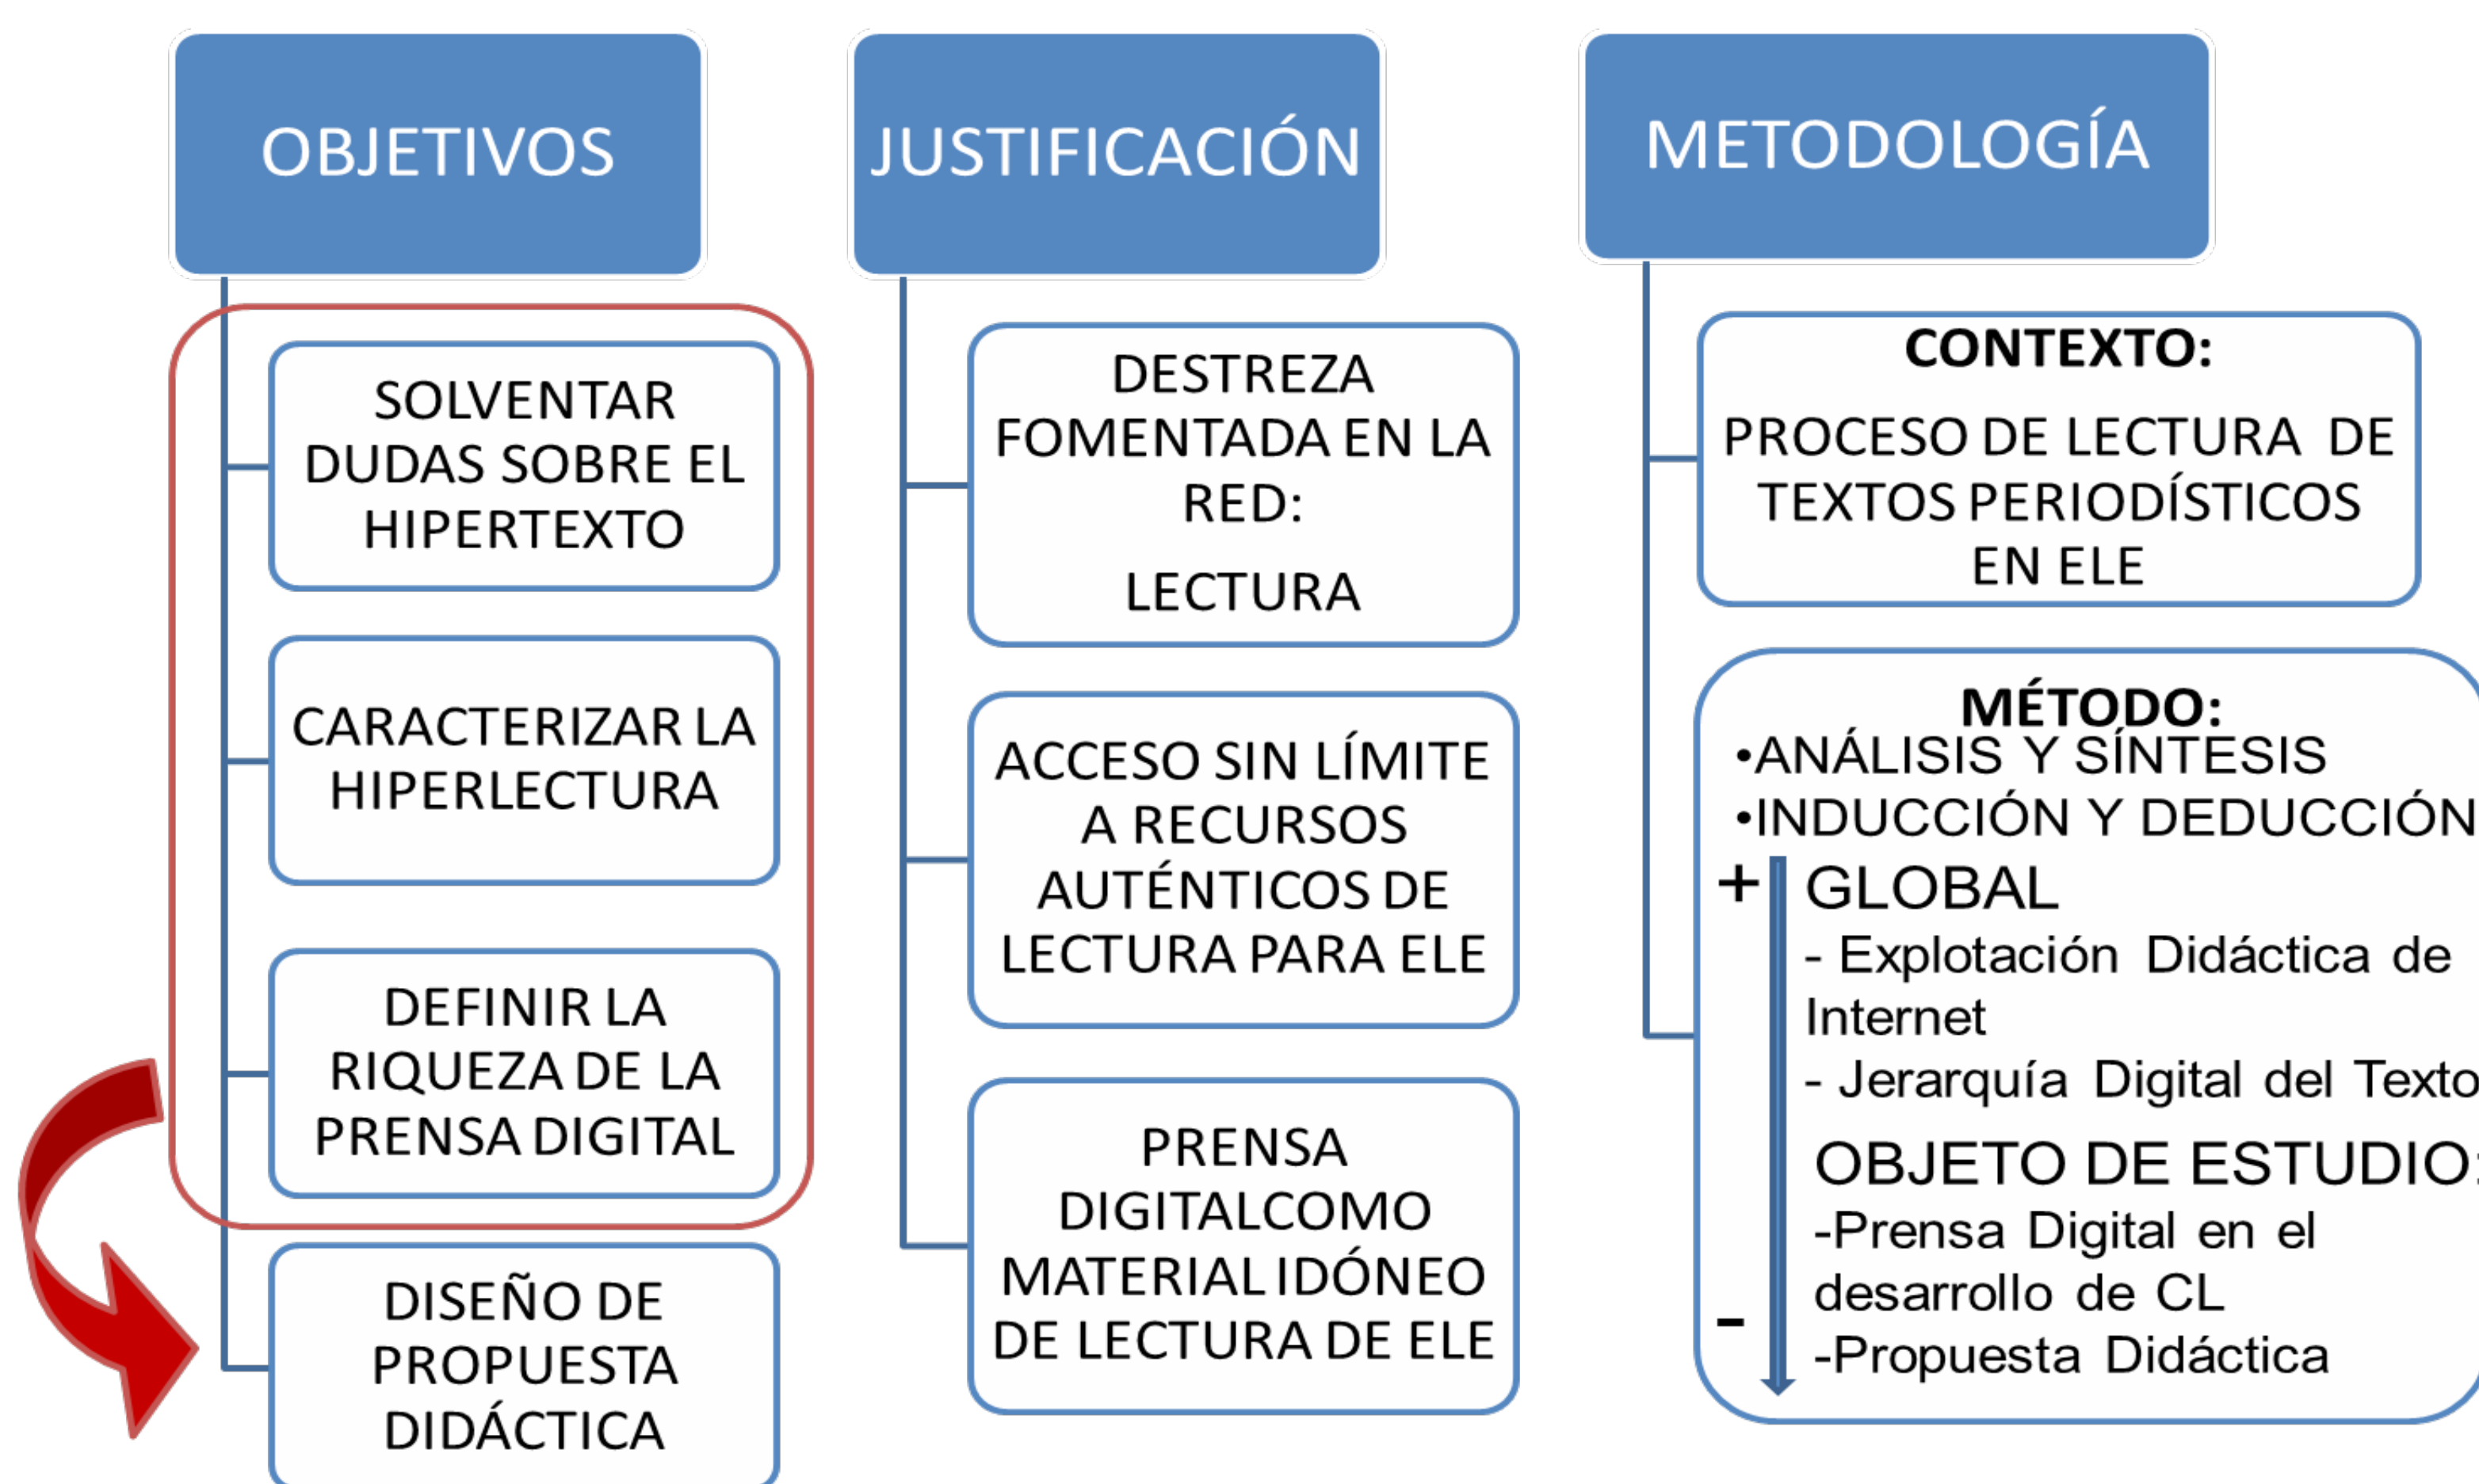 OBJETIVOS
SOLVENTAR
DUDAS SOBRE EL
HIPERTEXTO
CARACTERIZAR LA
HIPERLECTURA
DEFINIR LA
RIQUEZA DE LA
PRENSA DIGITAL
DISEÑO DE
PROPUESTA
DIDÁCTICA
JUSTIFICACIÓN
DESTREZA
FOMENTADA EN LA
RED:
LECTURA
ACCESO SIN LÍMITE
A RECURSOS
AUTÉNTICOS DE
LECTURA PARA ELE
PRENSA
DIGITALCOMO
MATERIAL IDÓNEO
DE LECTURA DE ELE
METODOLOGÍA
CONTEXTO:
PROCESO DE LECTURA DE
TEXTOS PERIODÍSTICOS
EN ELE
MÉTODO:
•ANÁLISIS Y SÍNTESIS
•INDUCCIÓN Y DEDUCCIÓN
+ GLOBAL
- Explotación Didáctica de
Internet
- Jerarquía Digital del Texto
OBJETO DE ESTUDIO:
-Prensa Digital en el
desarrollo de CL
-
-Propuesta Didáctica